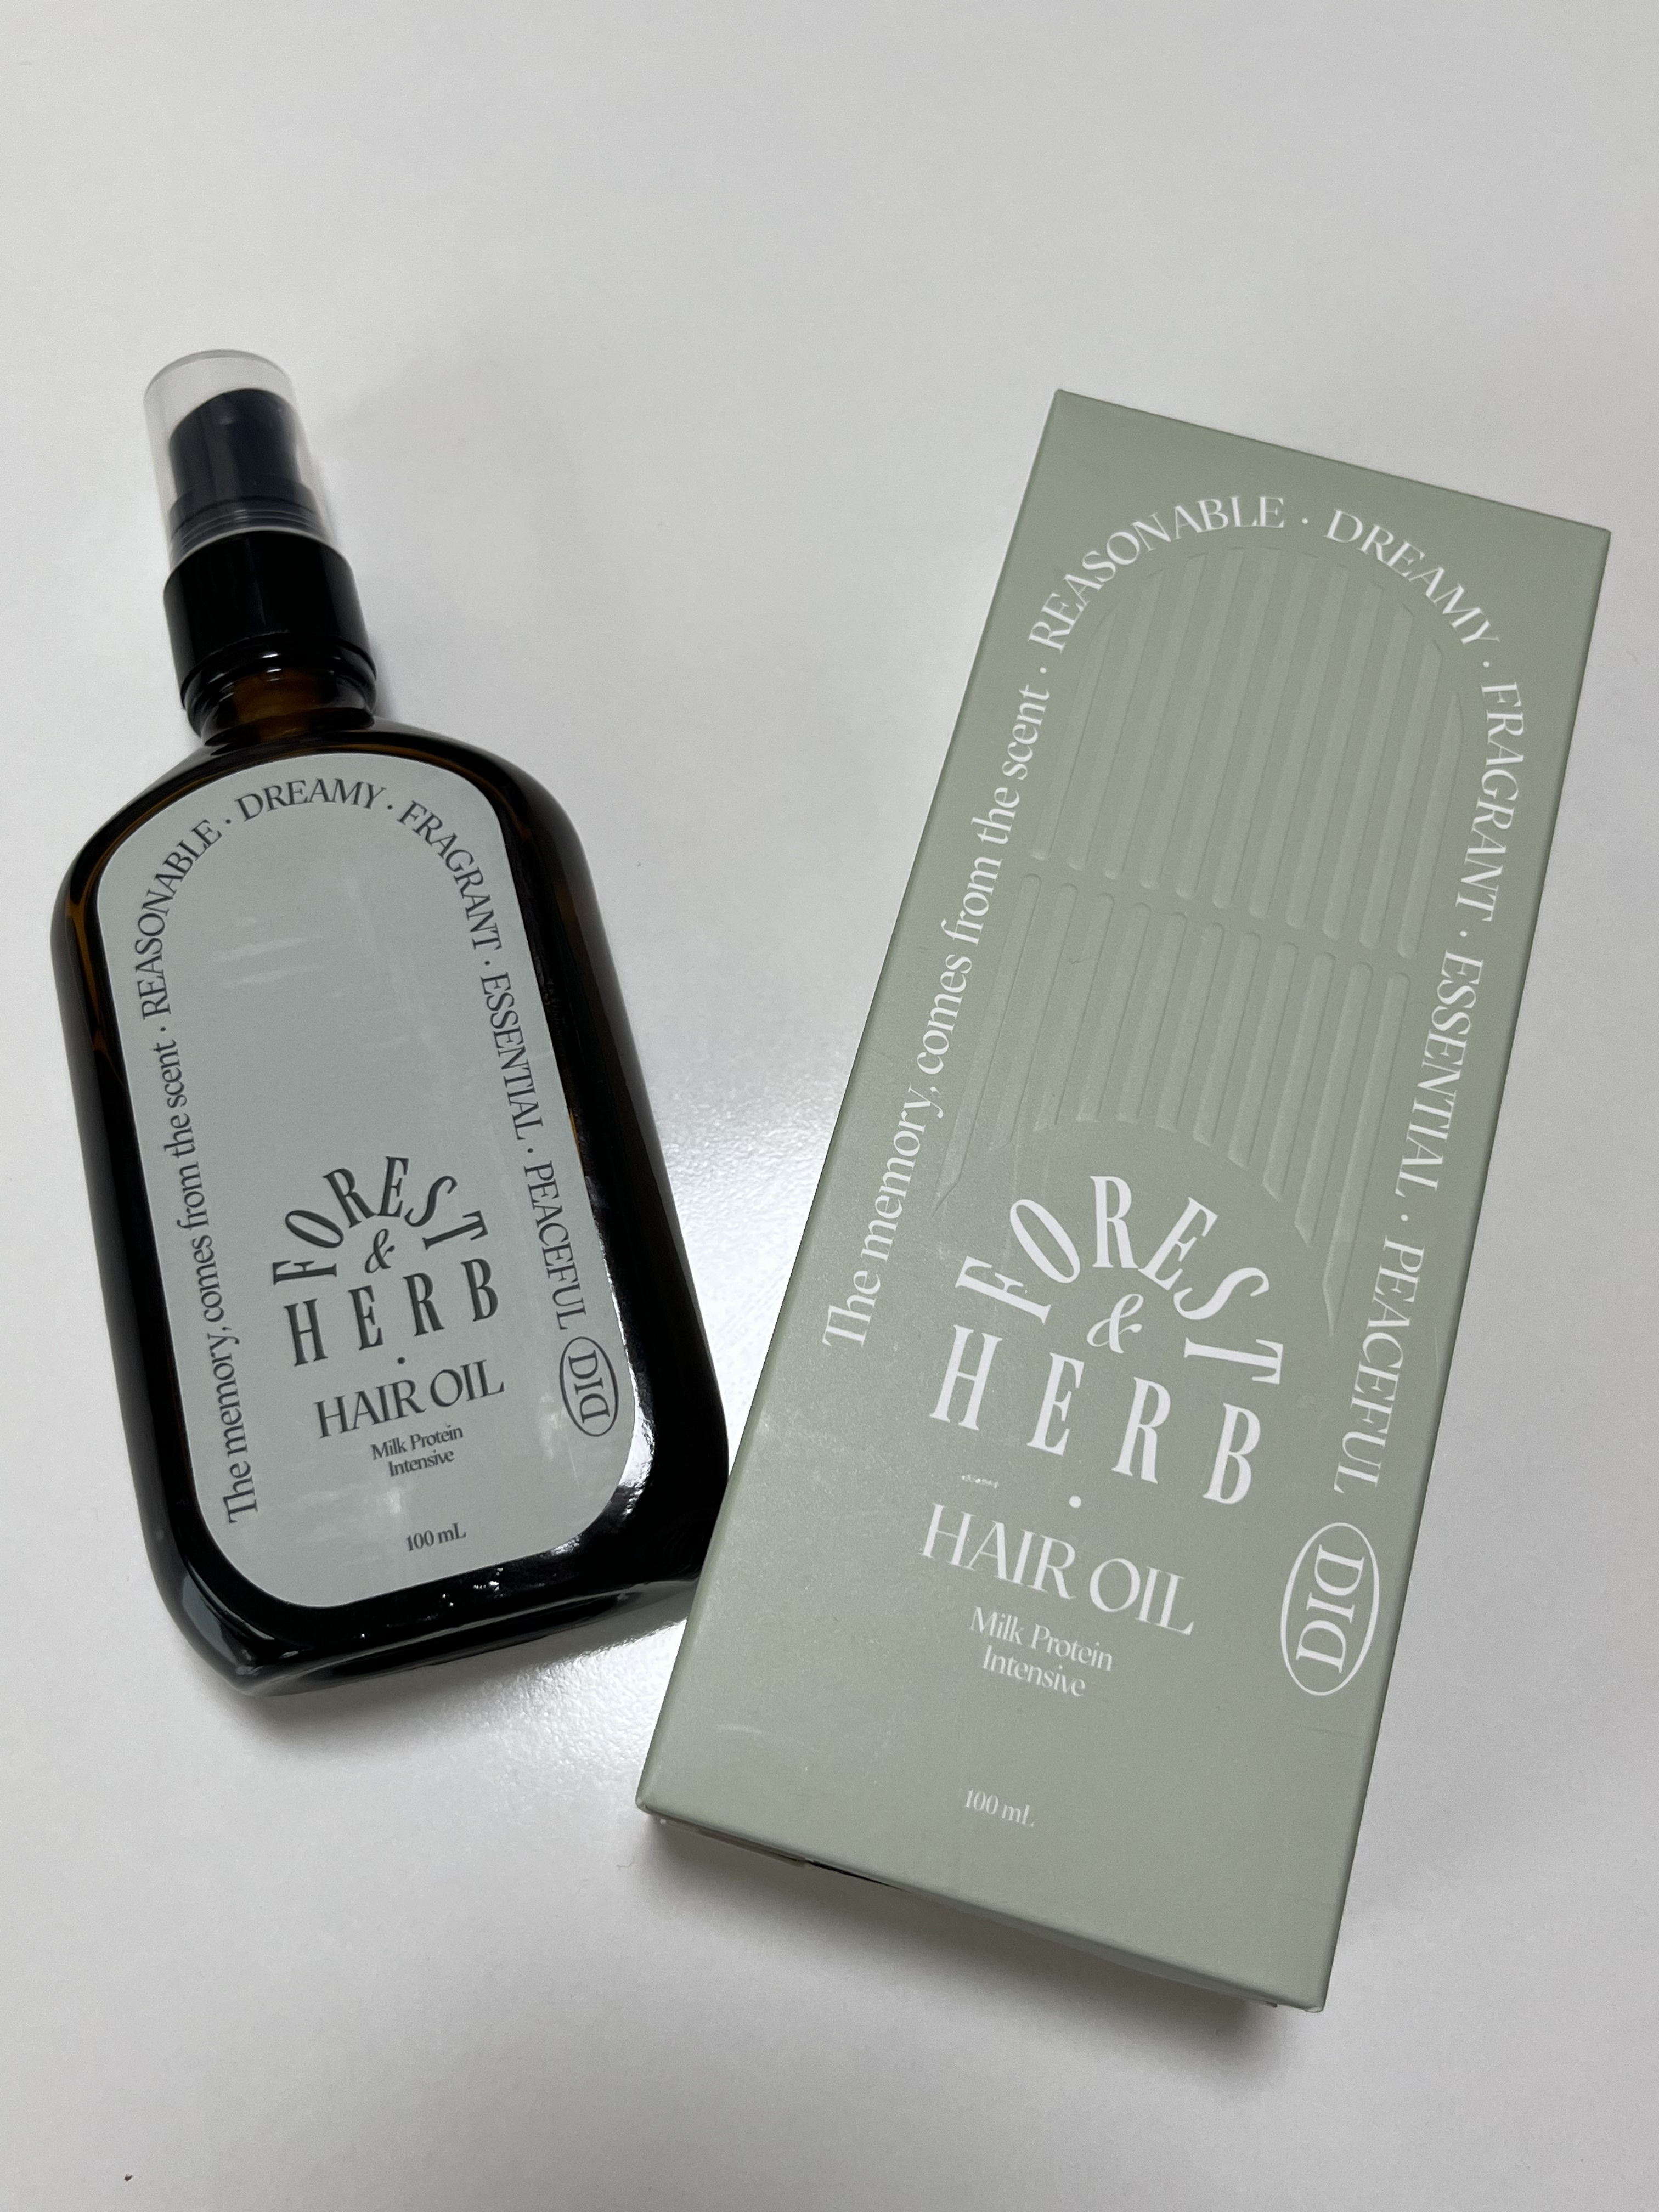 The memory, comes from the scent · REASONABLE · DREAMY · FRAGRANT · ESSENTIAL · PEACEFUL
DID
FOREST
&
HERB
·
HAIR OIL
Milk Protein
Intensive
100 mL
The memory, comes from the scent · REASONABLE · DREAMY · FRAGRANT · ESSENTIAL · PEACEFUL
DID
FOREST
&
HERB
·
HAIR OIL
Milk Protein
Intensive
100 mL